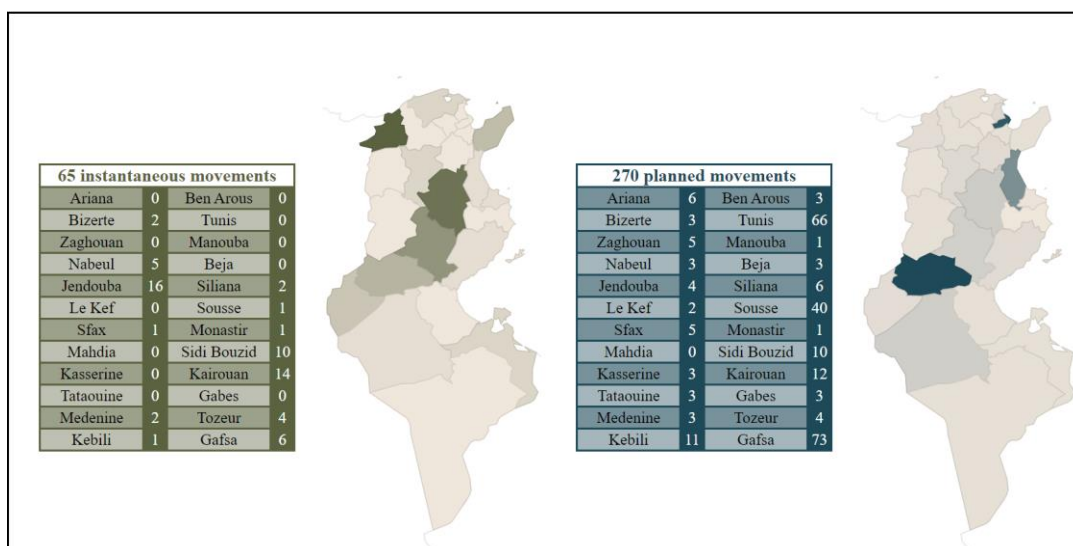 65 instantaneous movements
Ariana 0 Ben Arous 0
Bizerte 2 Tunis 0
Zaghouan 0 Manouba 0
Nabeul 5 Beja 0
Jendouba 16 Siliana 2
Le Kef 0 Sousse 1
Sfax 1 Monastir 1
Mahdia 0 Sidi Bouzid 10
Kasserine 0 Kairouan 14
Tataouine 0 Gabes 0
Medenine 2 Tozeur 4
Kebili 1 Gafsa 6
270 planned movements
Ariana 6 Ben Arous 3
Bizerte 3 Tunis 66
Zaghouan 5 Manouba 1
Nabeul 3 Beja 3
Jendouba 4 Siliana 6
Le Kef 2 Sousse 40
Sfax 5 Monastir 1
Mahdia 0 Sidi Bouzid 10
Kasserine 3 Kairouan 12
Tataouine 3 Gabes 3
Medenine 3 Tozeur 4
Kebili 11 Gafsa 73